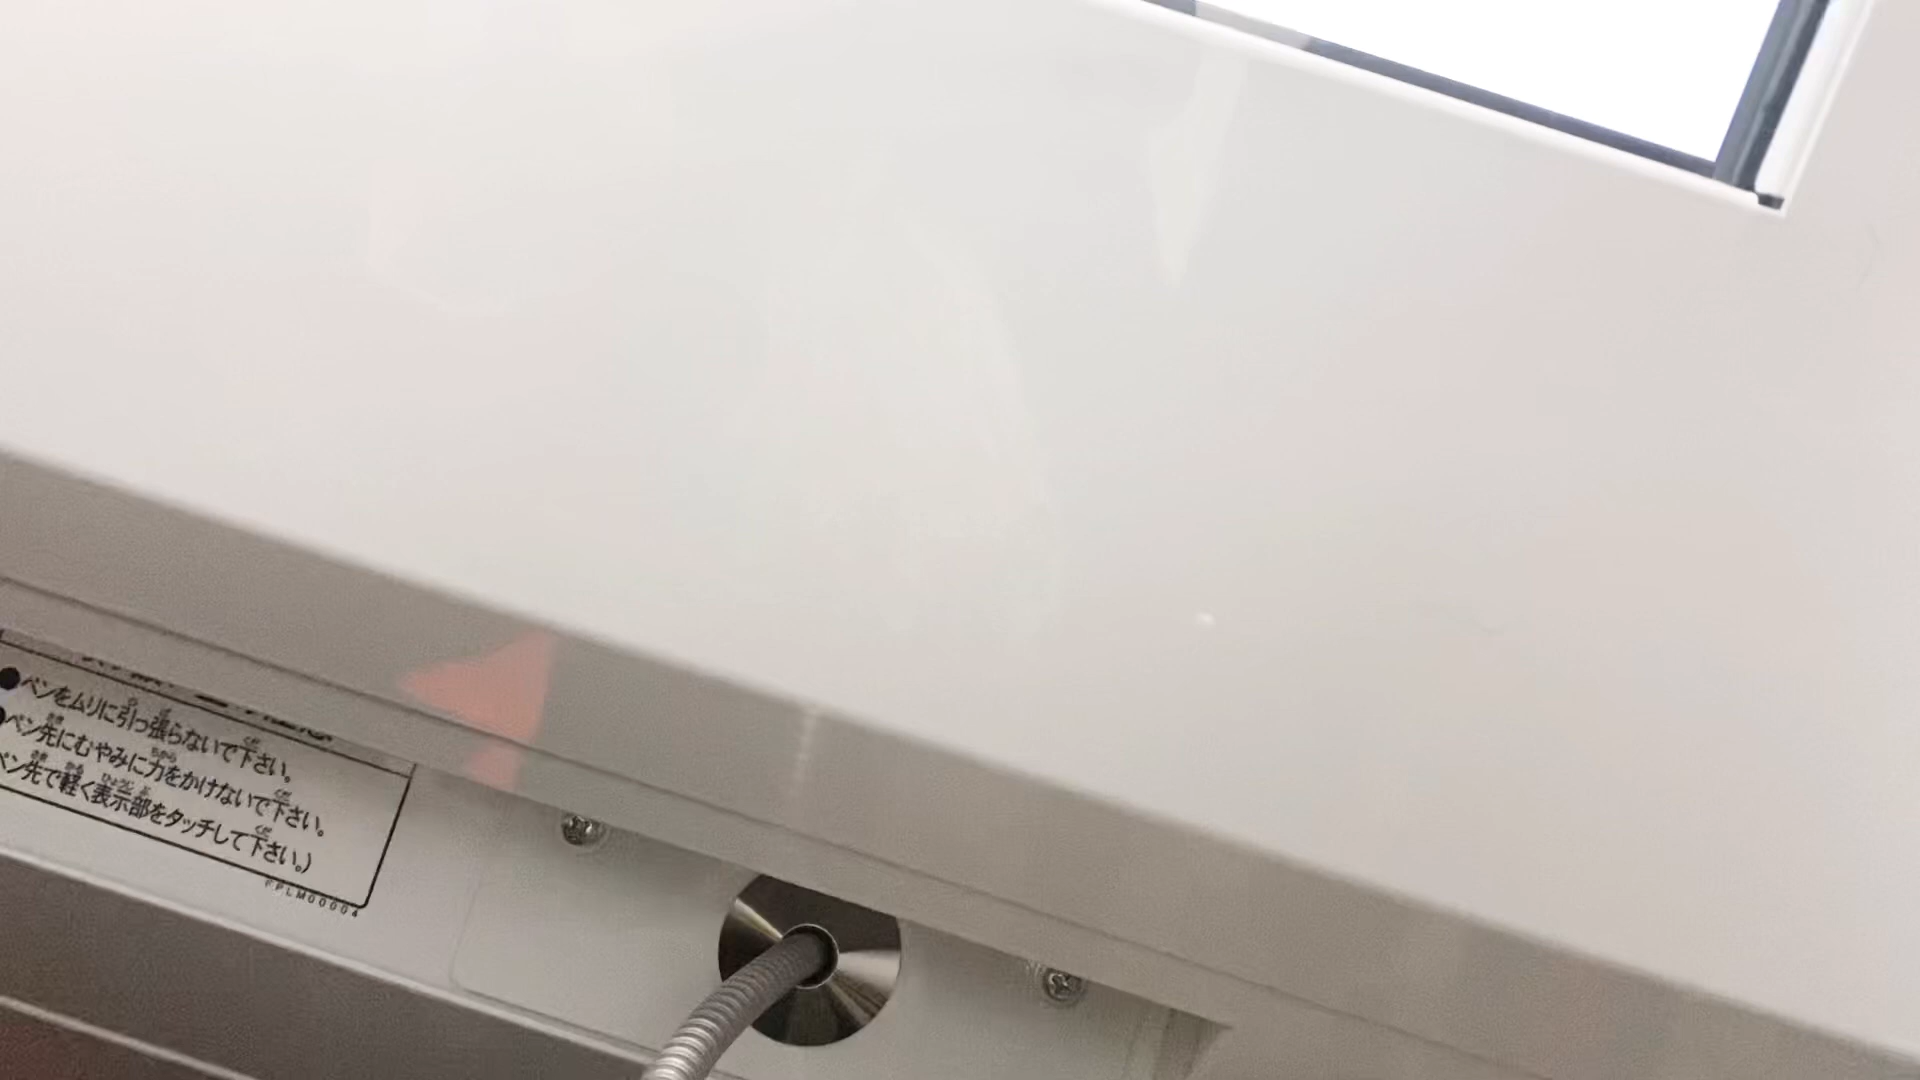 ●ペンをムリに引っ張らないで下さい。
ペン先にむやみに力をかけないで下さい。
ペン先で軽く表示部をタッチして下さい。)
FPLM00004